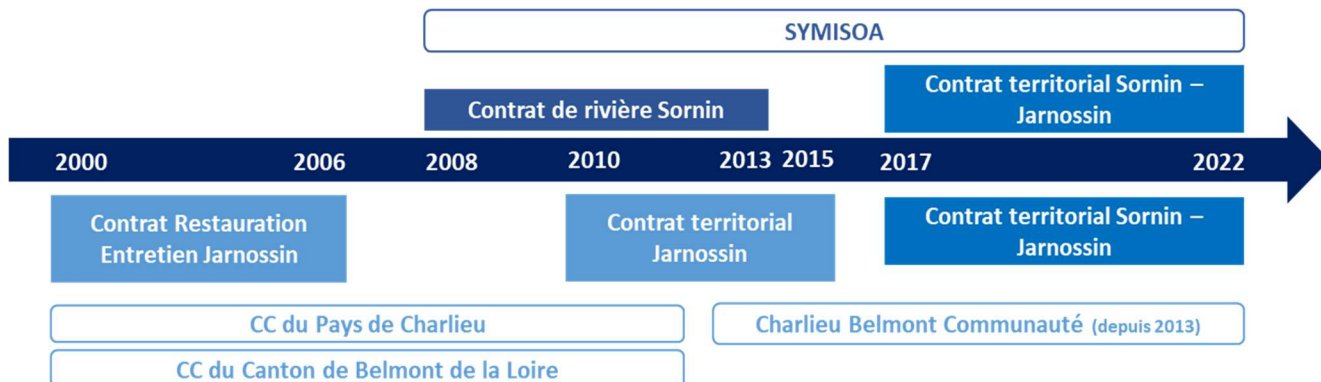 SYMISOA
Contrat de rivière Sornin
Contrat territorial Sornin –
Jarnossin
2000 2006 2008 2010 2013 2015 2017 2022
Contrat Restauration
Entretien Jarnossin
Contrat territorial
Jarnossin
Contrat territorial Sornin –
Jarnossin
CC du Pays de Charlieu
Charlieu Belmont Communauté (depuis 2013)
CC du Canton de Belmont de la Loire